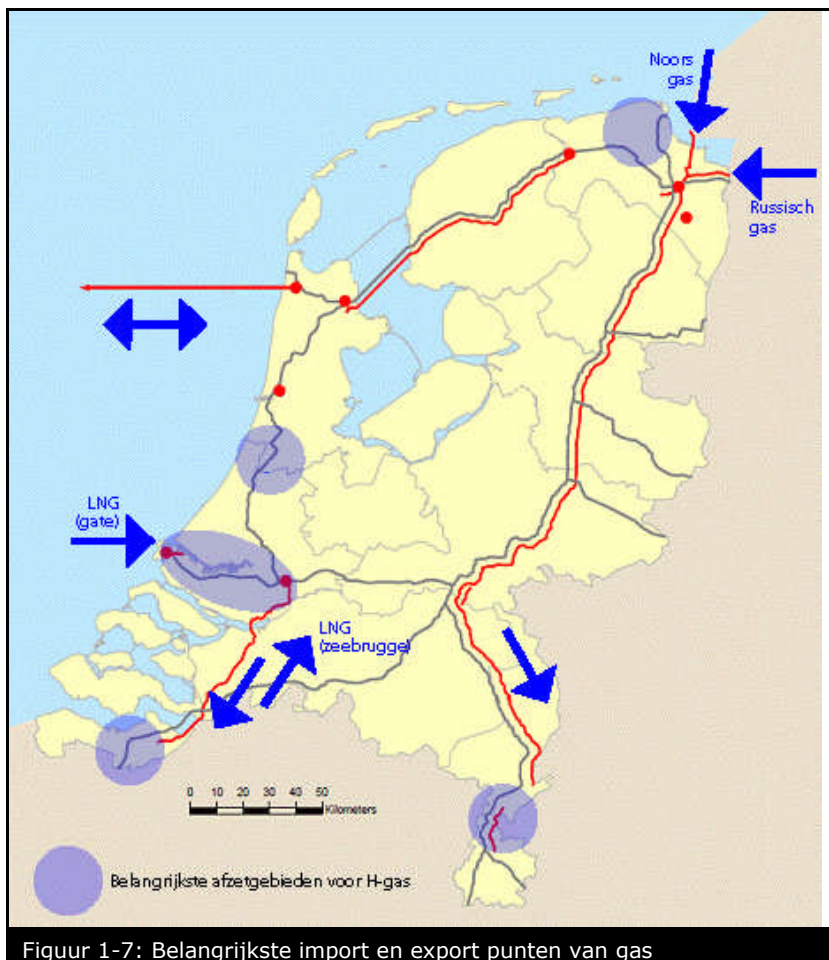 Noors
gas
Russisch
gas
LNG
(gate)
LNG
(zeebrugge)
0 10 20 30 40 50
Kilometers
Belangrijkste afzetgebieden voor H-gas
Figuur 1-7: Belangrijkste import en export punten van gas